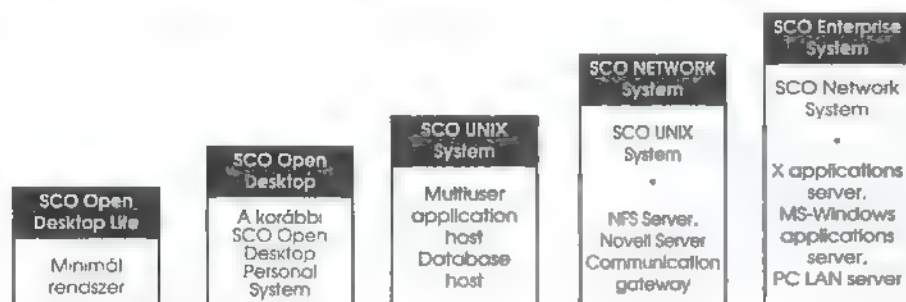 SCO Open
Desktop Lite
Minimál
rendszer
SCO Open
Desktop
A korábbi
SCO Open
Desktop
Personal
System
SCO UNIX
System
Multiuser
application
host
Database
host
SCO NETWORK
System
SCO UNIX
System
•
NFS Server.
Novell Server
Communication
gateway
SCO Enterprise
System
SCO Network
System
•
X applications
server.
MS-Windows
applications
server.
PC LAN server